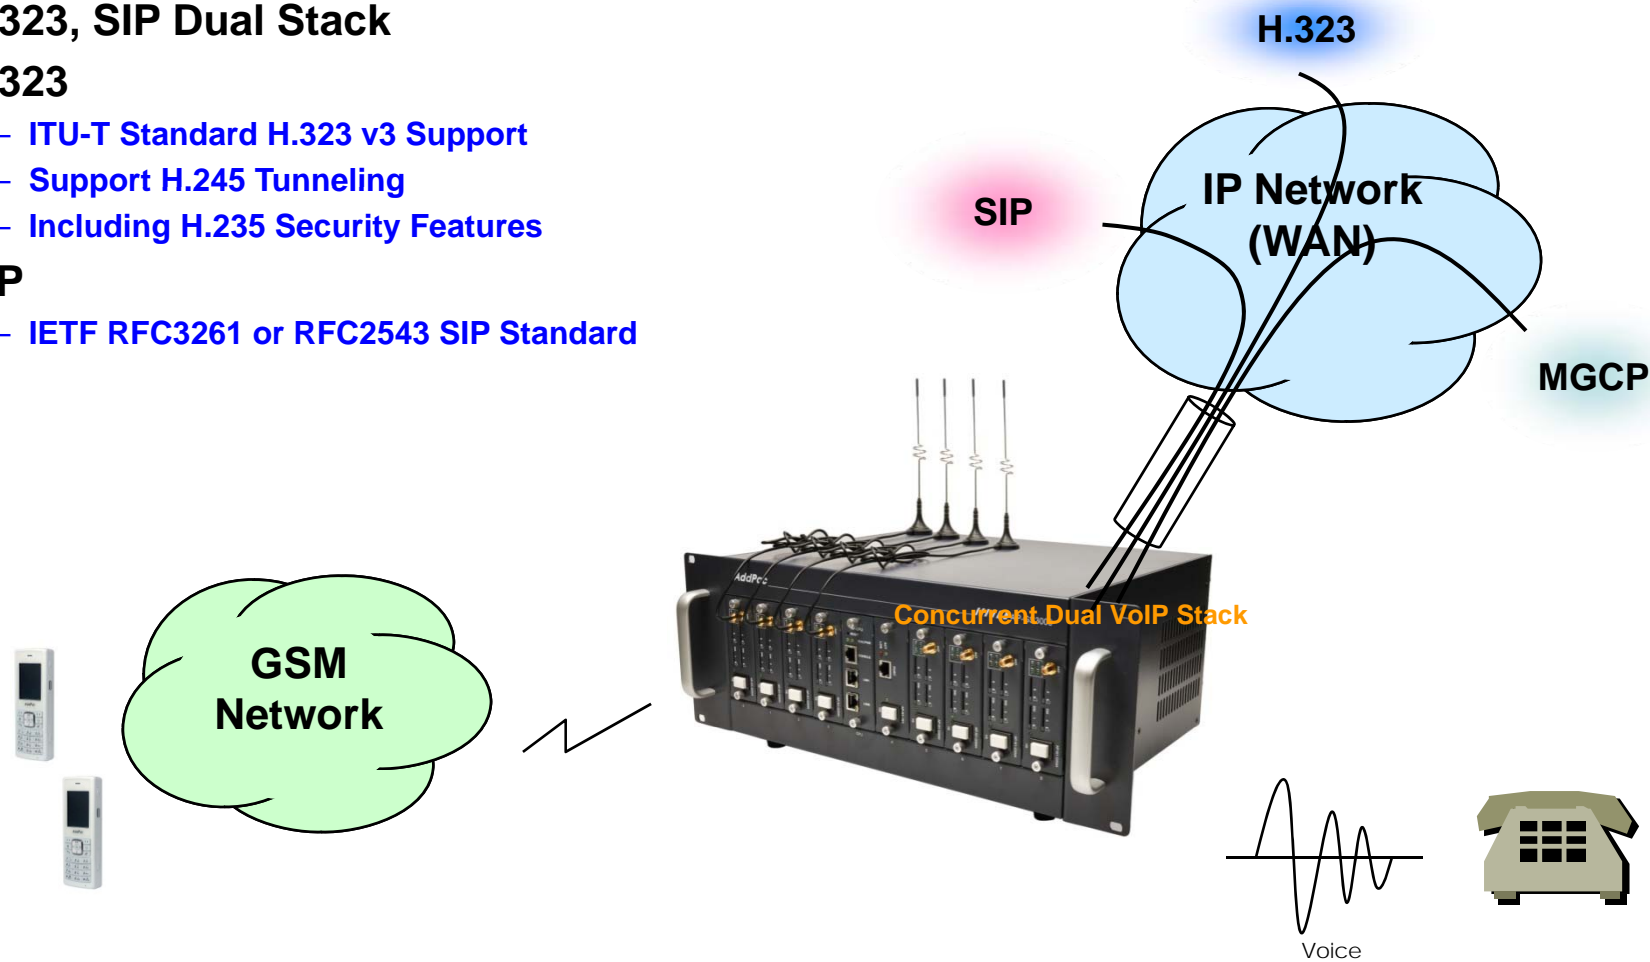 323, SIP Dual Stack
323
– ITU-T Standard H.323 v3 Support
– Support H.245 Tunneling
– Including H.235 Security Features
P
– IETF RFC3261 or RFC2543 SIP Standard
H.323
SIP
IP Network
(WAN)
MGCP
AddPac
Concurrent Dual VoIP Stack
GSM
Network
Voice